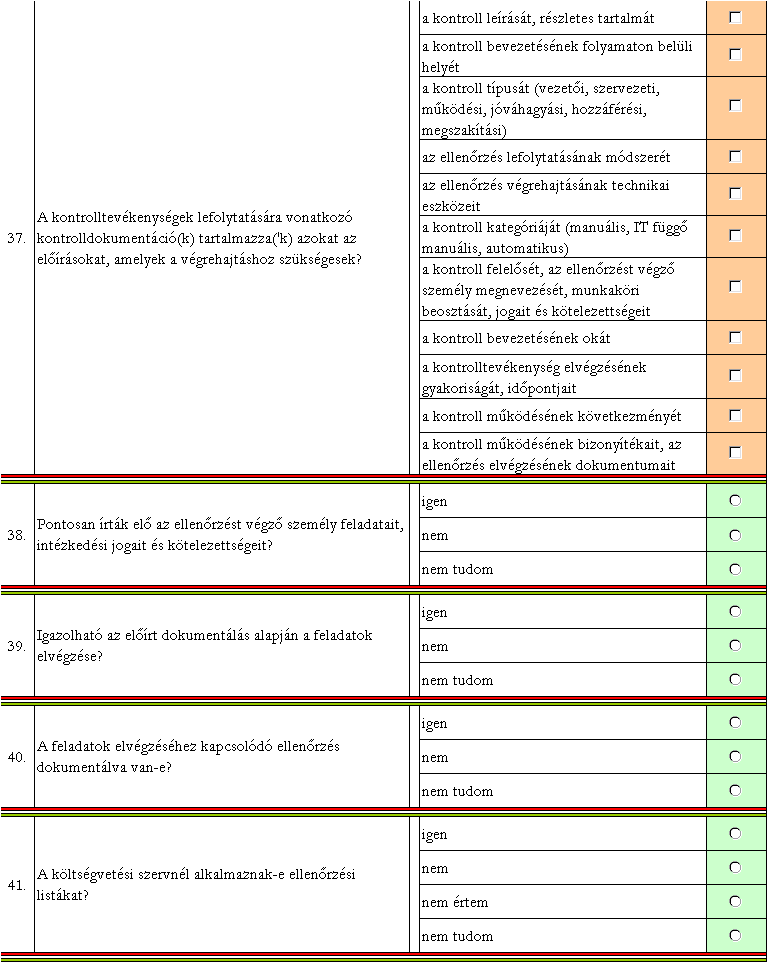 a kontroll leírását, részletes tartalmát
a kontroll bevezetésének folyamaton belüli
helyét
a kontroll típusát (vezetői, szervezeti,
működési, jóváhagyási, hozzáférési,
megszakítási)
az ellenőrzés lefolytatásának módszerét
az ellenőrzés végrehajtásának technikai
eszközeit
37.
A kontrolltevékenységek lefolytatására vonatkozó
kontrolldokumentáció(k) tartalmazza('k) azokat az
előírásokat, amelyek a végrehajtáshoz szükségesek?
a kontroll kategóriáját (manuális, IT függő
manuális, automatikus)
a kontroll felelősét, az ellenőrzést végző
személy megnevezését, munkaköri
beosztását, jogait és kötelezettségeit
a kontroll bevezetésének okát
a kontrolltevékenység elvégzésének
gyakoriságát, időpontjait
a kontroll működésének következményét
a kontroll működésének bizonyítékait, az
ellenőrzés elvégzésének dokumentumait
38.
Pontosan írták elő az ellenőrzést végző személy feladatait,
intézkedési jogait és kötelezettségeit?
igen
nem
nem tudom
39.
Igazolható az előírt dokumentálás alapján a feladatok
elvégzése?
igen
nem
nem tudom
40.
A feladatok elvégzéséhez kapcsolódó ellenőrzés
dokumentálva van-e?
igen
nem
nem tudom
41.
A költségvetési szervnél alkalmaznak-e ellenőrzési
listákat?
igen
nem
nem értem
nem tudom